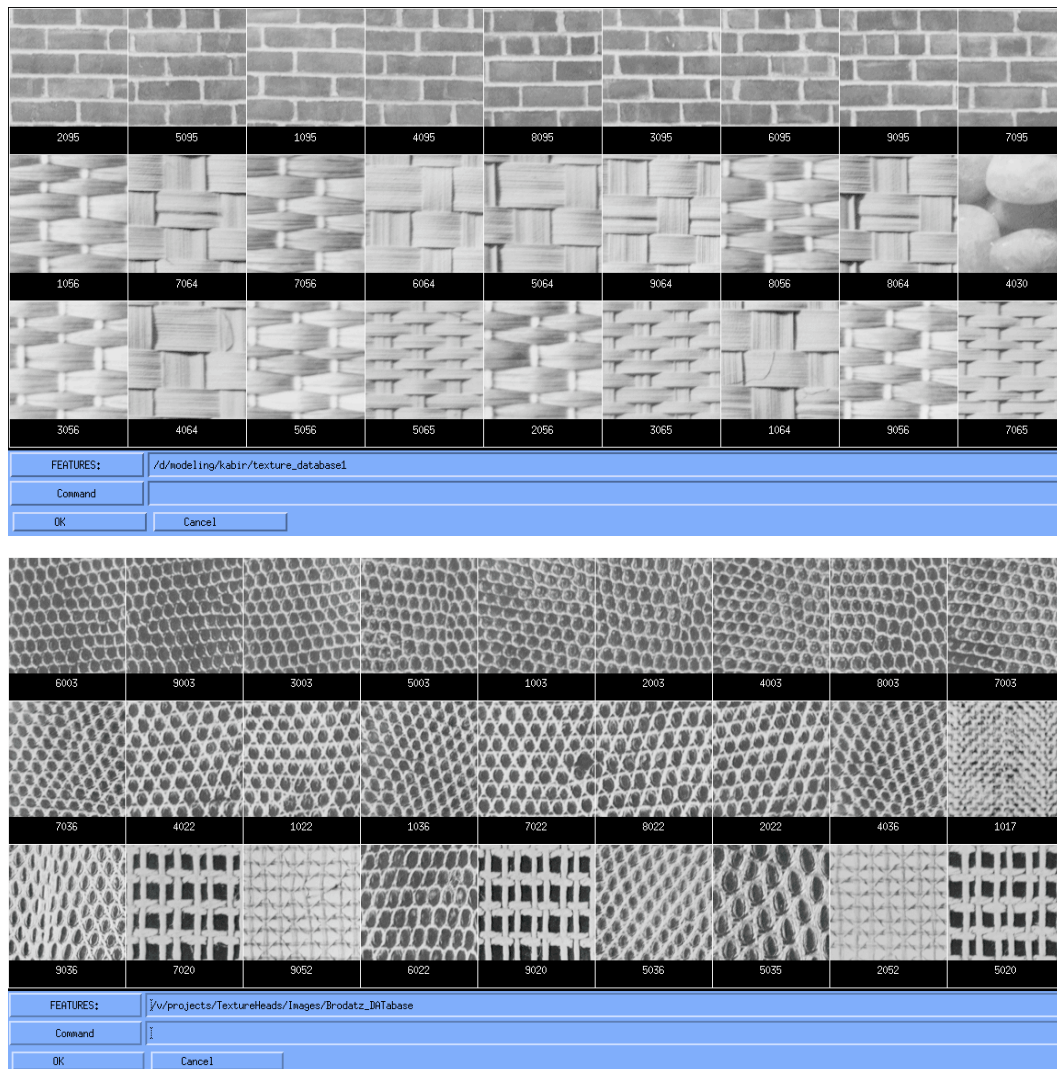 2095 5095 1095 4095 8095 3095 6095 9095 7095
1056 7064 7056 6064 5064 9064 8056 8064 4030
3056 4064 5056 5065 2056 3065 1064 9056 7065
FEATURES: /d/modeling/kabir/texture_database1
Command
OK Cancel
6003 9003 3003 5003 1003 2003 4003 8003 7003
7036 4022 1022 1036 7022 8022 2022 4036 1017
9036 7020 9052 6022 9020 5036 5035 2052 5020
FEATURES: /v/projects/TextureHeads/Images/Brodatz_DATabase
Command
OK Cancel